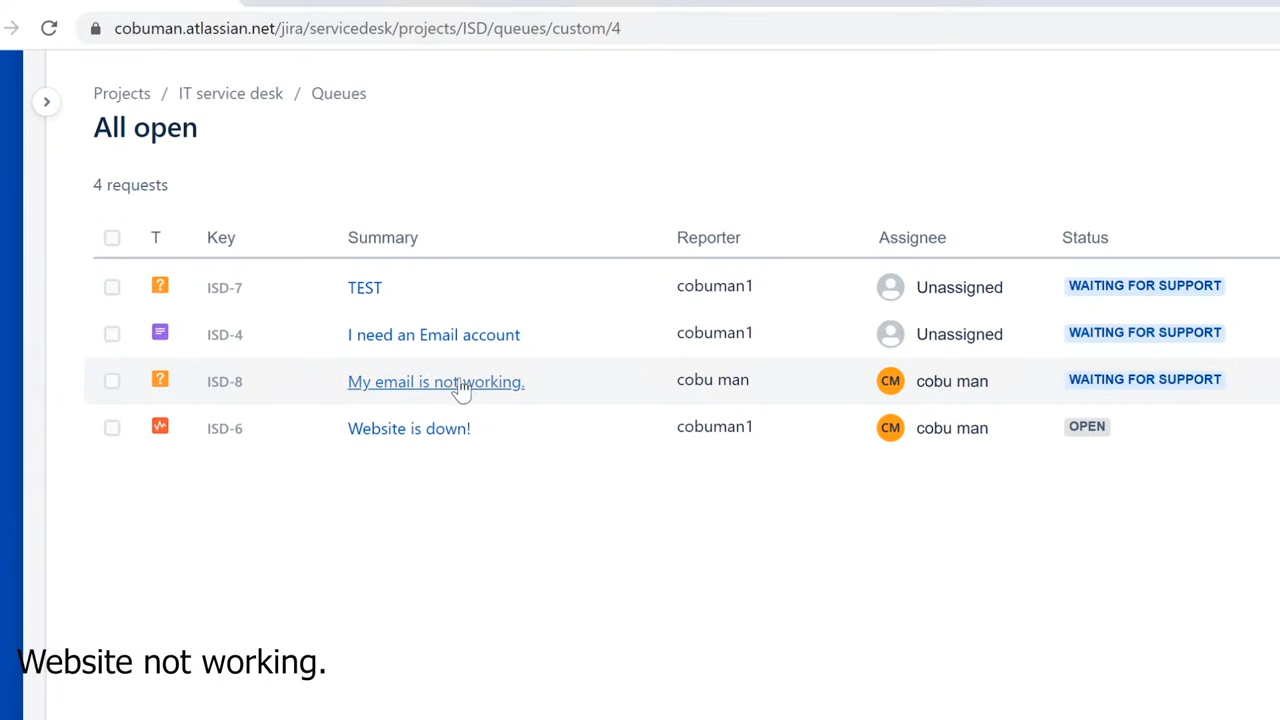 cobuman.atlassian.net/jira/servicedesk/projects/ISD/queues/custom/4
Projects / IT service desk / Queues
All open
4 requests
T Key Summary Reporter Assignee Status
? ISD-7 TEST cobuman1 Unassigned WAITING FOR SUPPORT
ISD-4 I need an Email account cobuman1 Unassigned WAITING FOR SUPPORT
? ISD-8 My email is not working. cobu man CM cobu man WAITING FOR SUPPORT
ISD-6 Website is down! cobuman1 CM cobu man OPEN
Website not working.